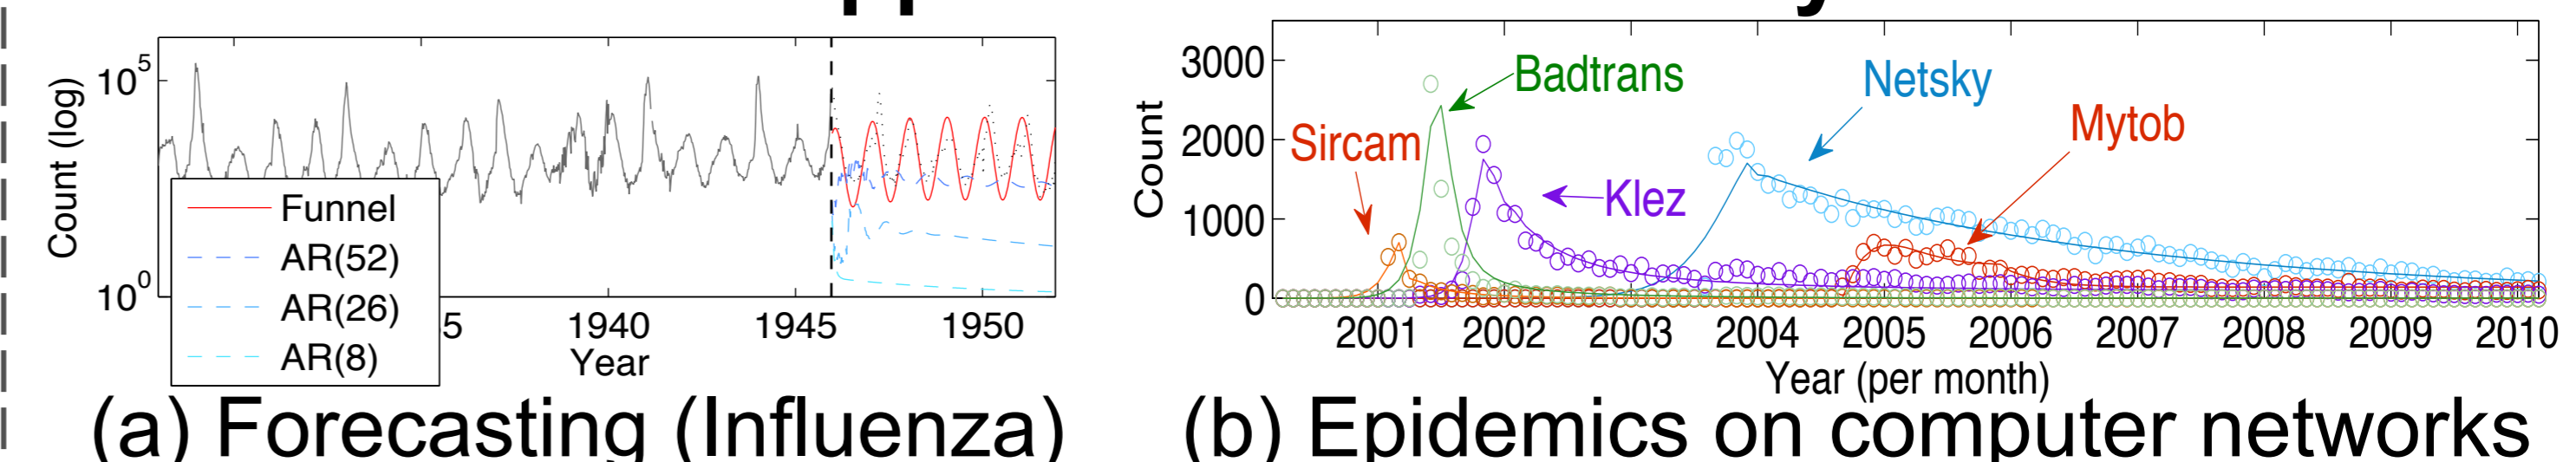 10^5
Count (log)
10^0
Funnel
AR(52)
AR(26)
AR(8)
5 1940 1945 1950
Year
(a) Forecasting (Influenza)
3000
2000
1000
0
Count
Sircam
Badtrans
Klez
Netsky
Mytob
2001 2002 2003 2004 2005 2006 2007 2008 2009 2010
Year (per month)
(b) Epidemics on computer networks